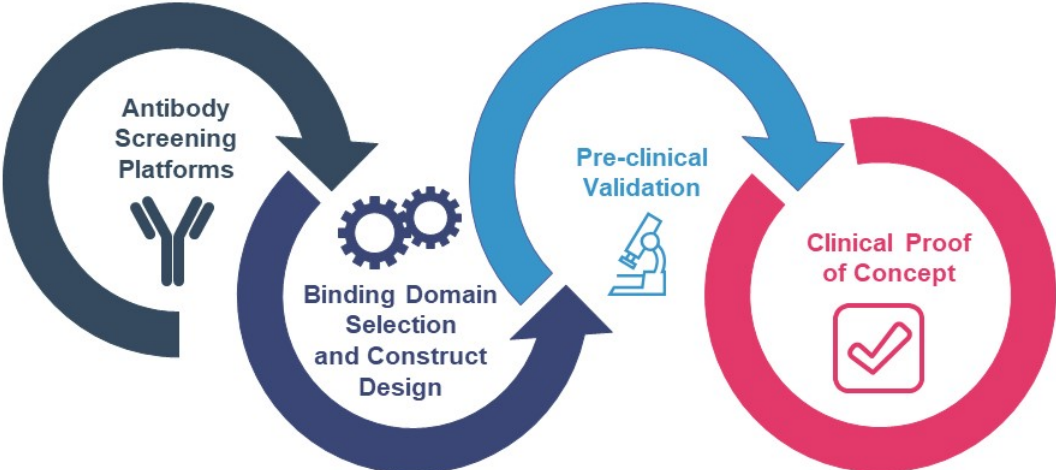 Antibody
Screening
Platforms
Binding Domain
Selection
and Construct
Design
Pre-clinical
Validation
Clinical Proof
of Concept